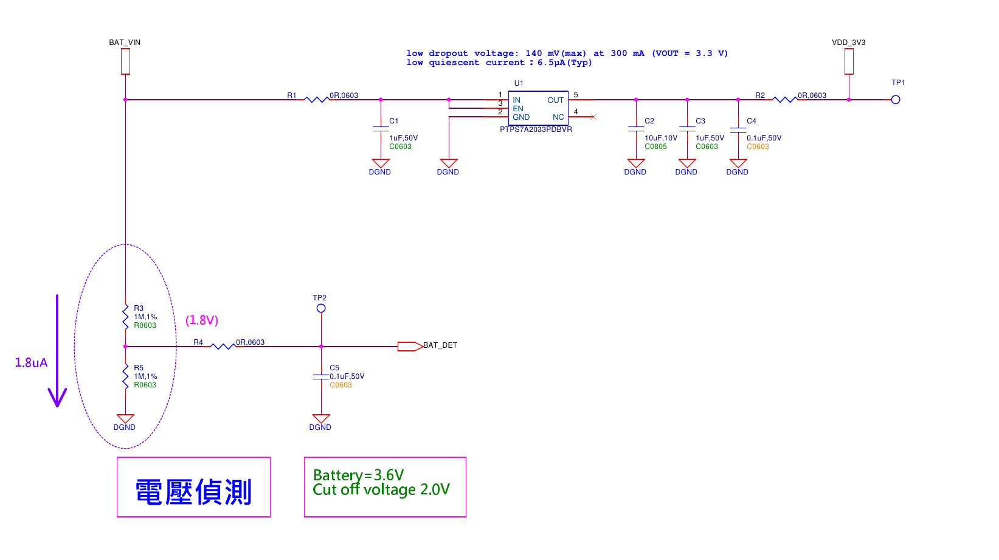 BAT_VIN
VDD_3V3
low dropout voltage: 140 mV(max) at 300 mA (VOUT = 3.3 V)
low quiescent current：6.5µA(Typ)
TP1
U1
R1
0R,0603
1
IN
OUT
5
3
EN
2
GND
NC
4
PTPS7A2033PDBVR
R2
0R,0603
C1
1uF,50V
C0603
DGND
DGND
C2
10uF,10V
C0805
DGND
C3
1uF,50V
C0603
DGND
C4
0.1uF,50V
C0603
DGND
TP2
R3
1M,1%
R0603
(1.8V)
R4
0R,0603
BAT_DET
1.8uA
R5
1M,1%
R0603
DGND
C5
0.1uF,50V
C0603
DGND
電壓偵測
Battery=3.6V
Cut off voltage 2.0V